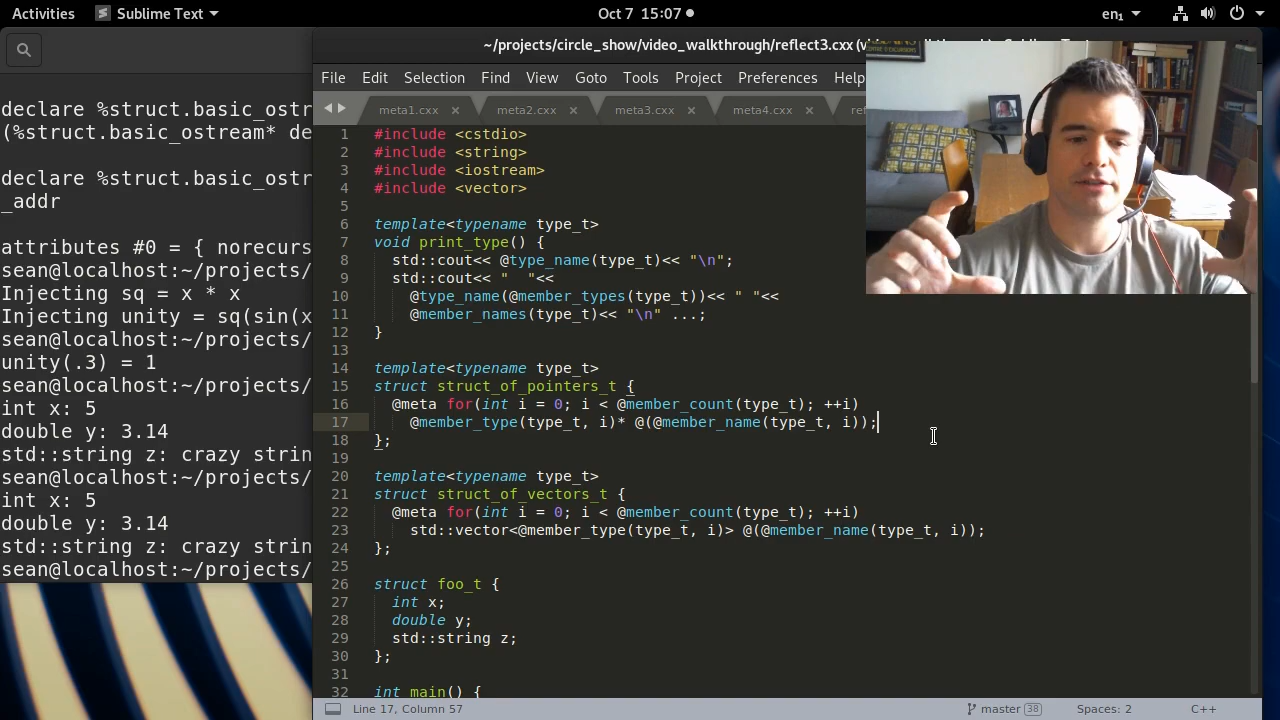 Activities Sublime Text Oct 7 15:07 en₁
~/projects/circle_show/video_walkthrough/reflect3.cxx
File Edit Selection Find View Goto Tools Project Preferences Help
meta1.cxx meta2.cxx meta3.cxx meta4.cxx
declare %struct.basic_ostr
(%struct.basic_ostream* de
declare %struct.basic_ostr
_addr
attributes #0 = { norecurs
sean@localhost:~/projects/
Injecting sq = x * x
Injecting unity = sq(sin(x
sean@localhost:~/projects/
unity(.3) = 1
sean@localhost:~/projects/
int x: 5
double y: 3.14
std::string z: crazy strin
sean@localhost:~/projects/
int x: 5
double y: 3.14
std::string z: crazy strin
sean@localhost:~/projects/
1 #include <cstdio>
2 #include <string>
3 #include <iostream>
4 #include <vector>
5
6 template<typename type_t>
7 void print_type() {
8 std::cout<< @type_name(type_t)<< "\n";
9 std::cout<< "  "<<
10 @type_name(@member_types(type_t))<< " "<<
11 @member_names(type_t)<< "\n" ...;
12 }
13
14 template<typename type_t>
15 struct struct_of_pointers_t {
16 @meta for(int i = 0; i < @member_count(type_t); ++i)
17 @member_type(type_t, i)* @(@member_name(type_t, i));
18 };
19
20 template<typename type_t>
21 struct struct_of_vectors_t {
22 @meta for(int i = 0; i < @member_count(type_t); ++i)
23 std::vector<@member_type(type_t, i)> @(@member_name(type_t, i));
24 };
25
26 struct foo_t {
27 int x;
28 double y;
29 std::string z;
30 };
31
32 int main() {
Line 17, Column 57 master 38 Spaces: 2 C++